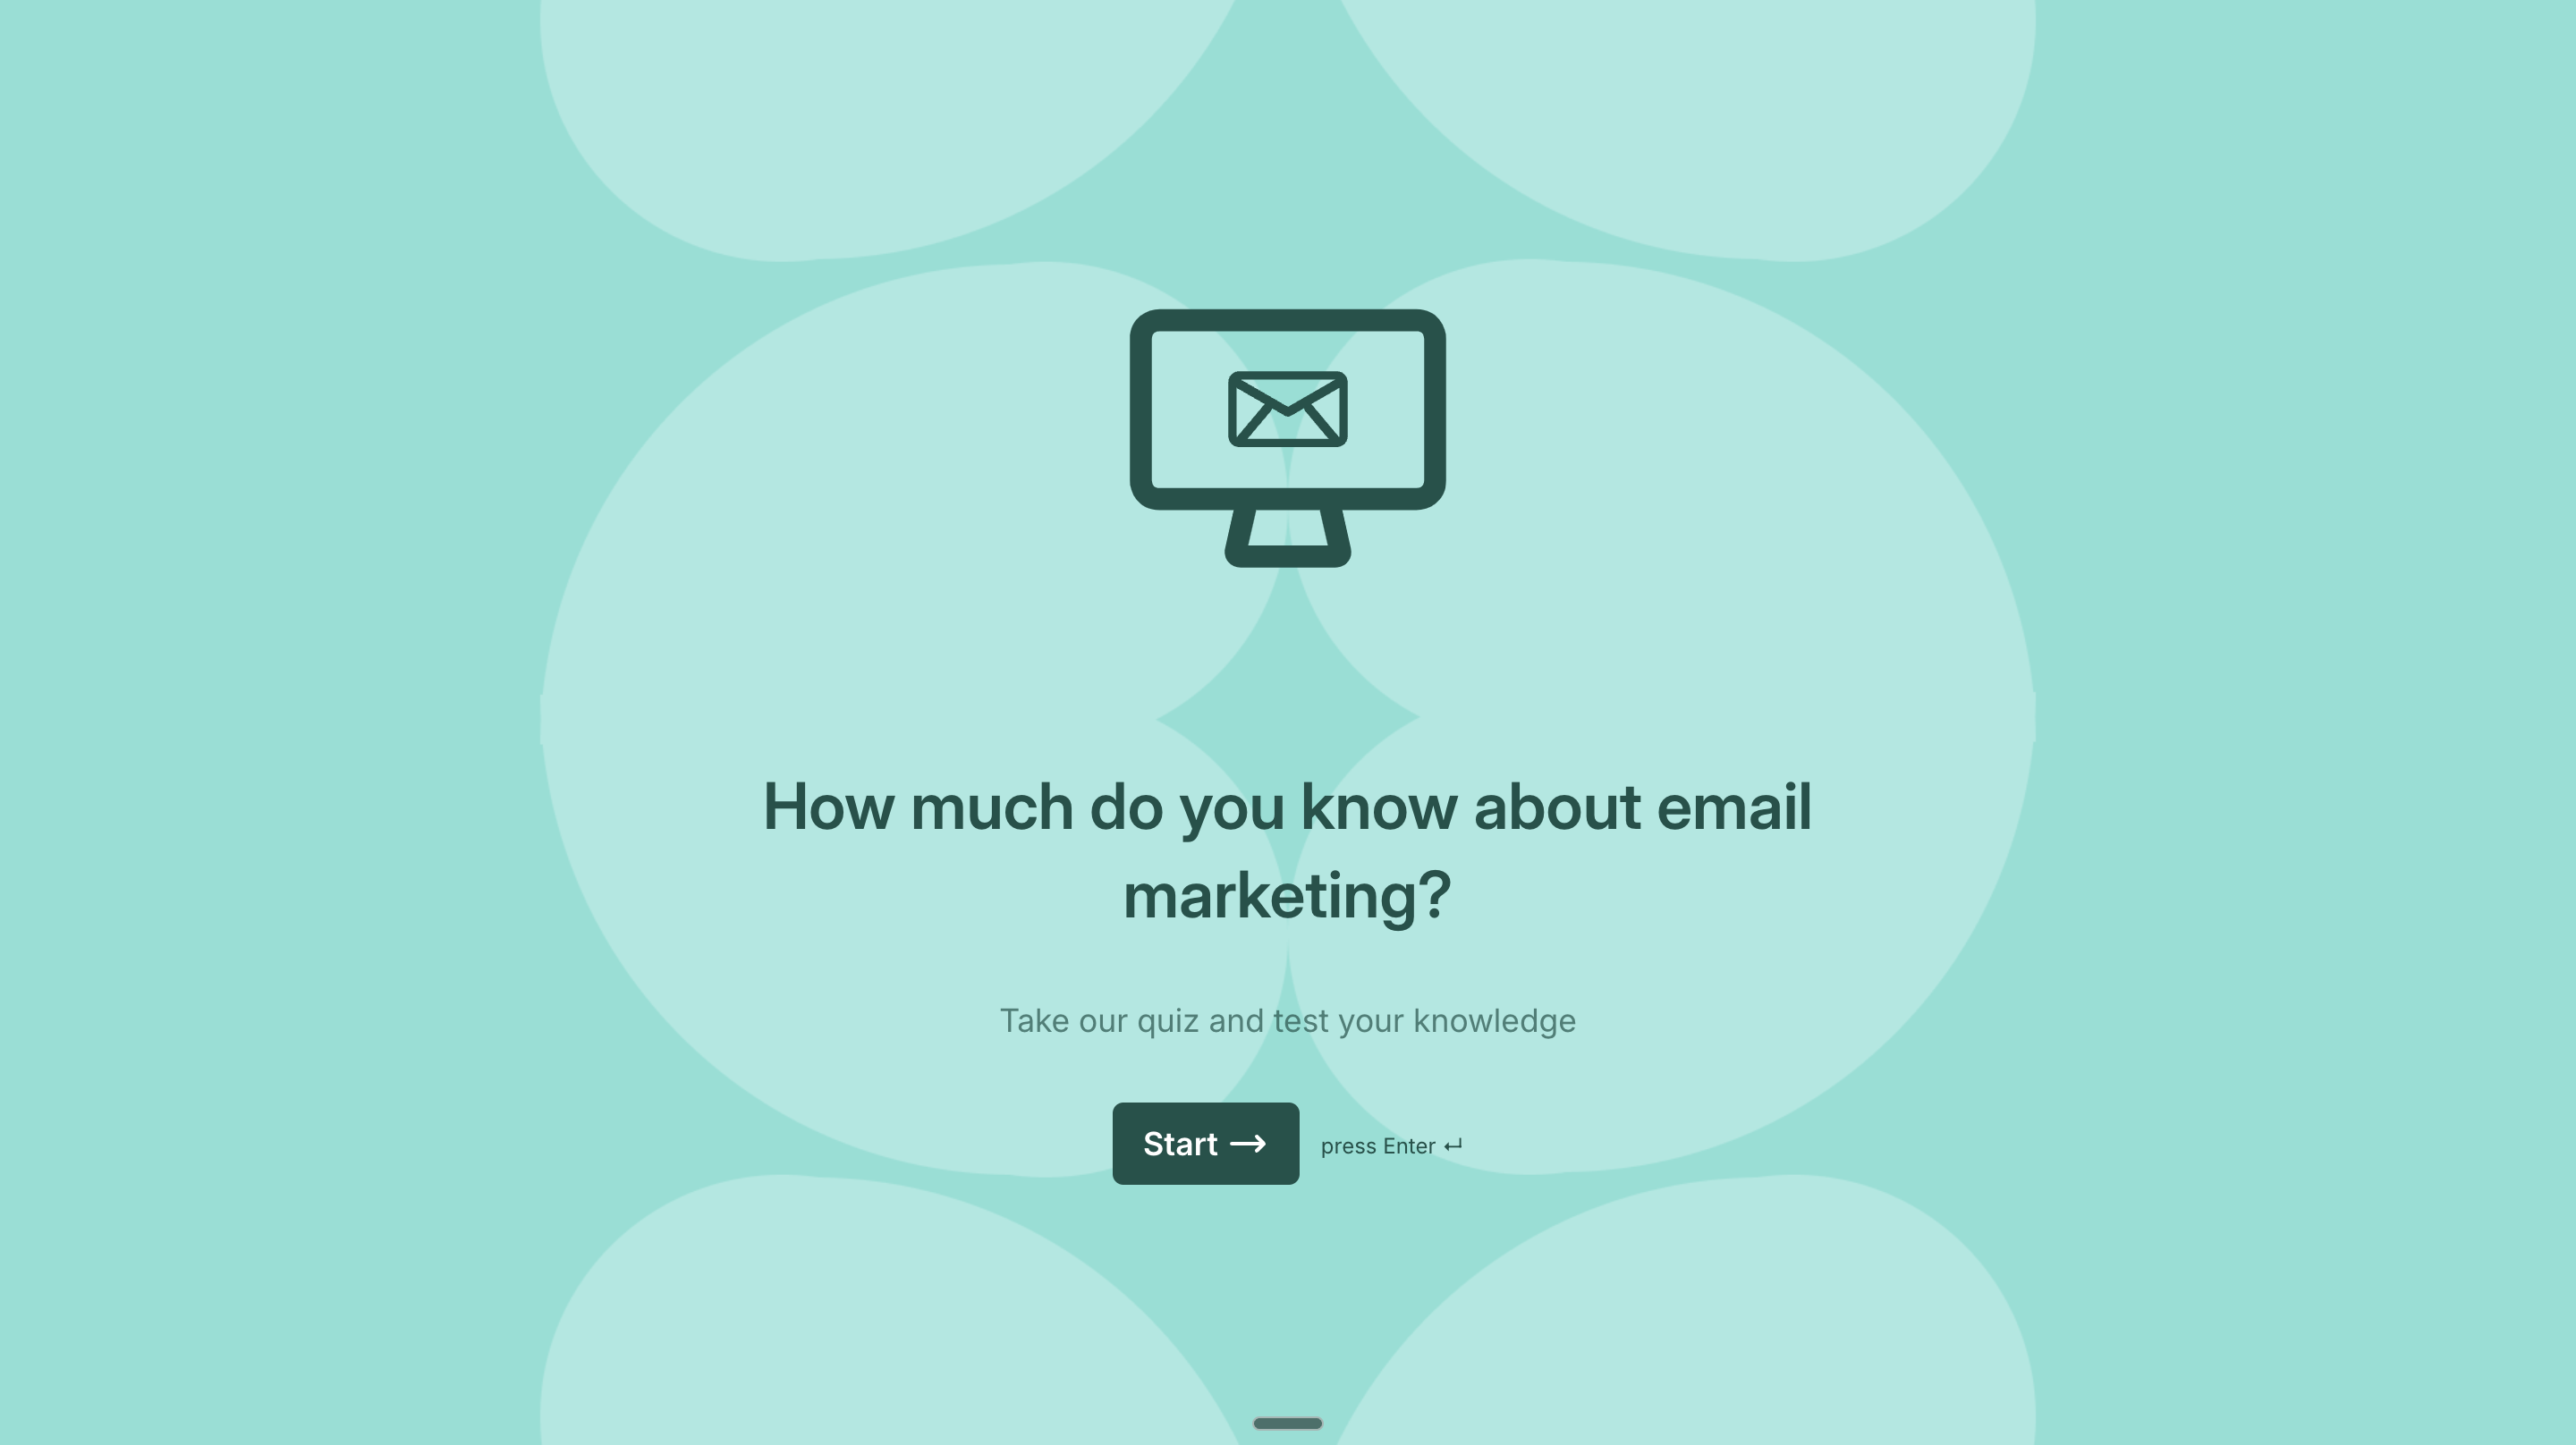 How much do you know about email
marketing?
Take our quiz and test your knowledge
Start →
press Enter ↵